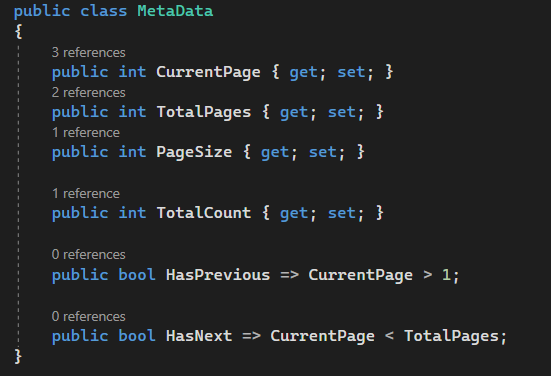 public class MetaData
{
3 references
public int CurrentPage { get; set; }
2 references
public int TotalPages { get; set; }
1 reference
public int PageSize { get; set; }
1 reference
public int TotalCount { get; set; }
0 references
public bool HasPrevious => CurrentPage > 1;
0 references
public bool HasNext => CurrentPage < TotalPages;
}